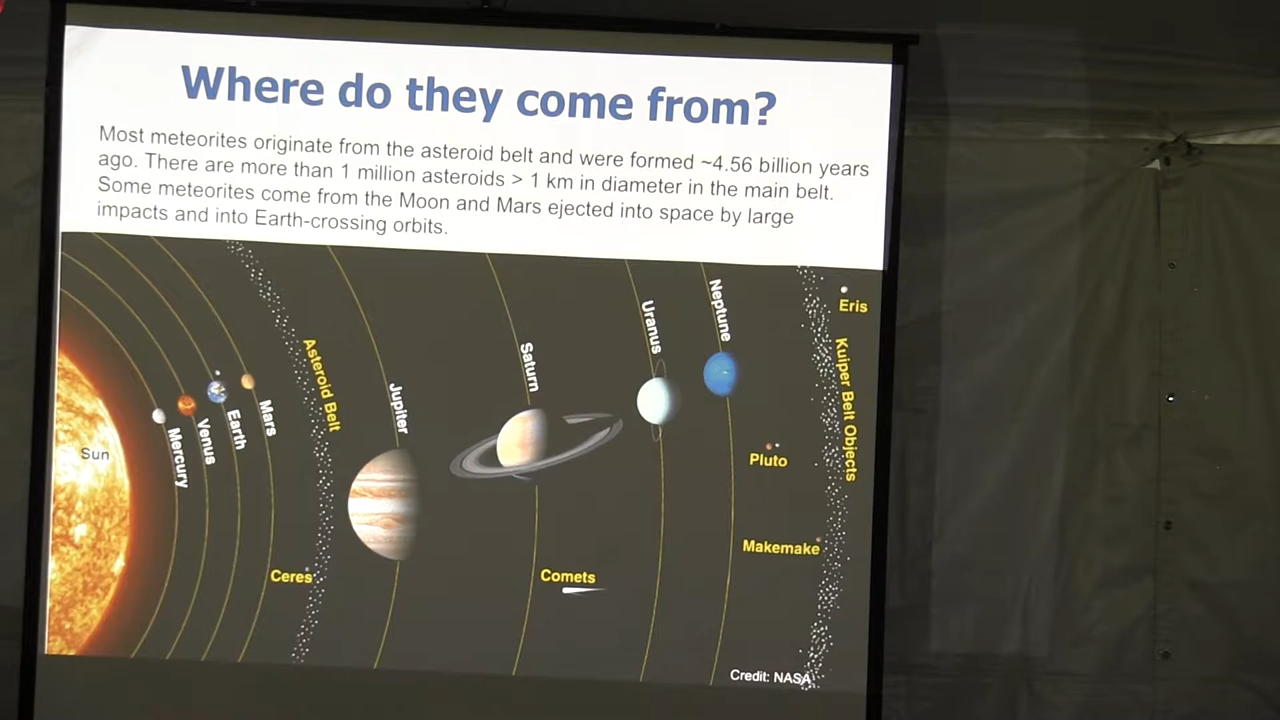 Where do they come from?
Most meteorites originate from the asteroid belt and were formed ~4.56 billion years
ago. There are more than 1 million asteroids > 1 km in diameter in the main belt.
Some meteorites come from the Moon and Mars ejected into space by large
impacts and into Earth-crossing orbits.
Sun
Mercury
Venus
Earth
Mars
Asteroid Belt
Ceres
Jupiter
Saturn
Comets
Uranus
Neptune
Pluto
Makemake
Eris
Kuiper Belt Objects
Credit: NASA